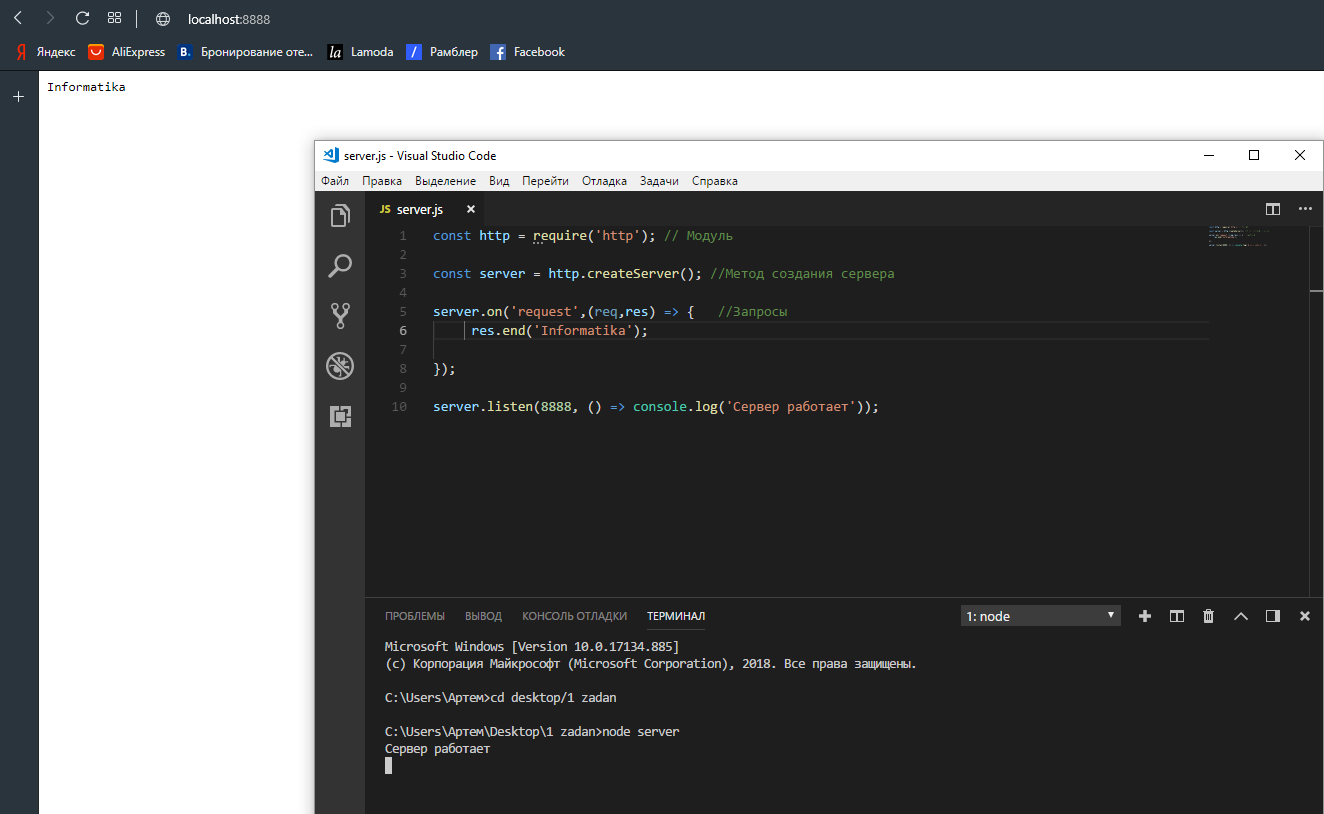 localhost:8888
Яндекс AliExpress B. Бронирование оте... la Lamoda Рамблер Facebook
Informatika
server.js - Visual Studio Code
Файл Правка Выделение Вид Перейти Отладка Задачи Справка
JS server.js
1 const http = require('http'); // Модуль
2
3 const server = http.createServer(); //Метод создания сервера
4
5 server.on('request',(req,res) => { //Запросы
6 res.end('Informatika');
7
8 });
9
10 server.listen(8888, () => console.log('Сервер работает'));
ПРОБЛЕМЫ ВЫВОД КОНСОЛЬ ОТЛАДКИ ТЕРМИНАЛ 1: node
Microsoft Windows [Version 10.0.17134.885]
(c) Корпорация Майкрософт (Microsoft Corporation), 2018. Все права защищены.
C:\Users\Артем>cd desktop/1 zadan
C:\Users\Артем\Desktop\1 zadan>node server
Сервер работает